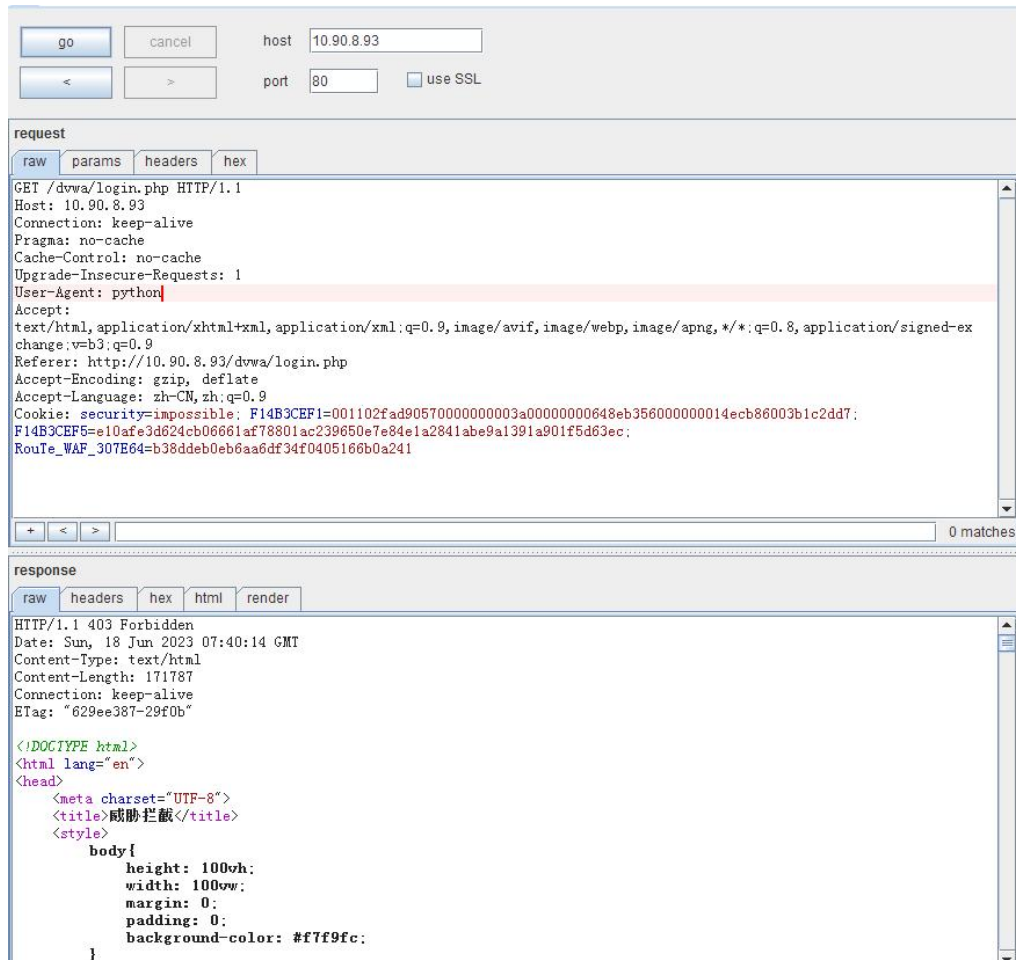 go
cancel
host
10.90.8.93
<
>
port
80
use SSL
request
raw
params
headers
hex
GET /dvwa/login.php HTTP/1.1
Host: 10.90.8.93
Connection: keep-alive
Pragma: no-cache
Cache-Control: no-cache
Upgrade-Insecure-Requests: 1
User-Agent: python
Accept:
text/html,application/xhtml+xml,application/xml;q=0.9,image/avif,image/webp,image/apng,*/*;q=0.8,application/signed-ex
change;v=b3;q=0.9
Referer: http://10.90.8.93/dvwa/login.php
Accept-Encoding: gzip, deflate
Accept-Language: zh-CN,zh;q=0.9
Cookie: security=impossible; F14B3CEF1=001102fad90570000000003a00000000648eb356000000014ecb86003b1c2dd7;
F14B3CEF5=e10afe3d624cb06661af78801ac239650e7e84e1a2841abe9a1391a901f5d63ec;
RouTe_WAF_307E64=b38ddeb0eb6aa6df34f0405166b0a241
+
<
>
0 matches
response
raw
headers
hex
html
render
HTTP/1.1 403 Forbidden
Date: Sun, 18 Jun 2023 07:40:14 GMT
Content-Type: text/html
Content-Length: 171787
Connection: keep-alive
ETag: "629ee387-29f0b"
<!DOCTYPE html>
<html lang="en">
<head>
<meta charset="UTF-8">
<title>威胁拦截</title>
<style>
body{
height: 100vh;
width: 100vw;
margin: 0;
padding: 0;
background-color: #f7f9fc;
}